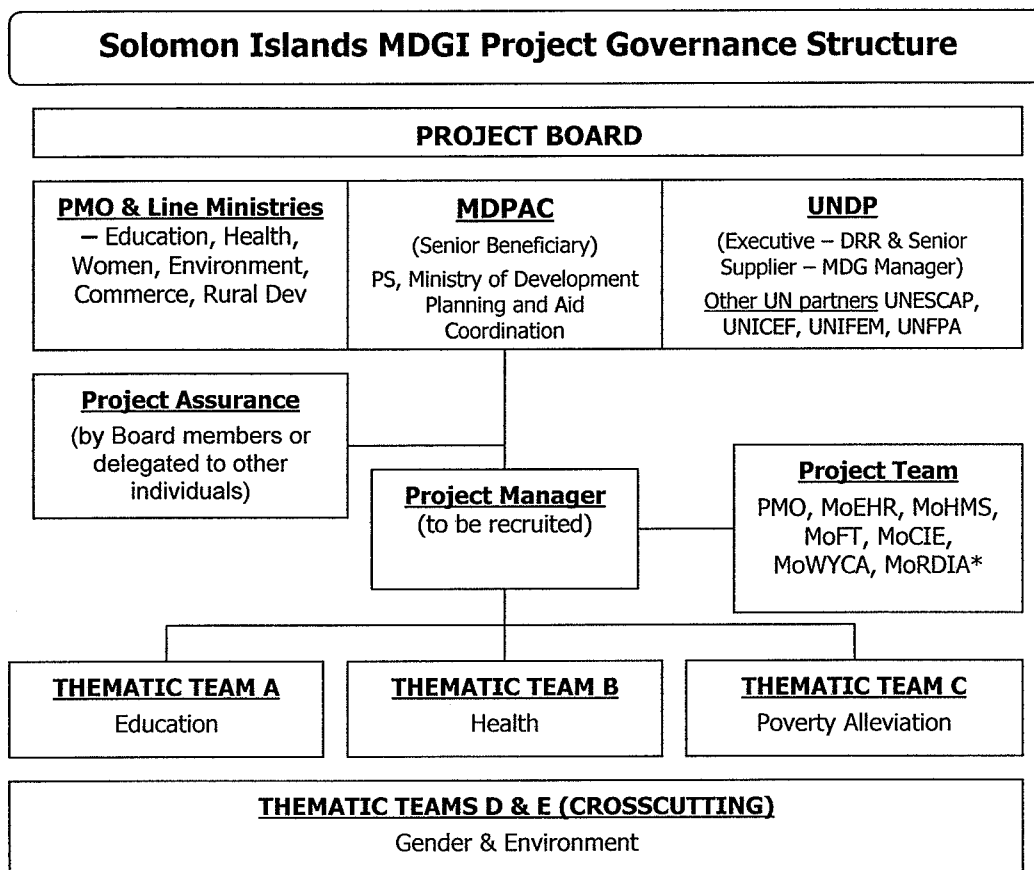 Solomon Islands MDGI Project Governance Structure
PROJECT BOARD
PMO & Line Ministries
– Education, Health,
Women, Environment,
Commerce, Rural Dev
MDPAC
(Senior Beneficiary)
PS, Ministry of Development
Planning and Aid
Coordination
UNDP
(Executive – DRR & Senior
Supplier – MDG Manager)
Other UN partners UNESCAP,
UNICEF, UNIFEM, UNFPA
Project Assurance
(by Board members or
delegated to other
individuals)
Project Manager
(to be recruited)
Project Team
PMO, MoEHR, MoHMS,
MoFT, MoCIE,
MoWYCA, MoRDIA*
THEMATIC TEAM A
Education
THEMATIC TEAM B
Health
THEMATIC TEAM C
Poverty Alleviation
THEMATIC TEAMS D & E (CROSSCUTTING)
Gender & Environment